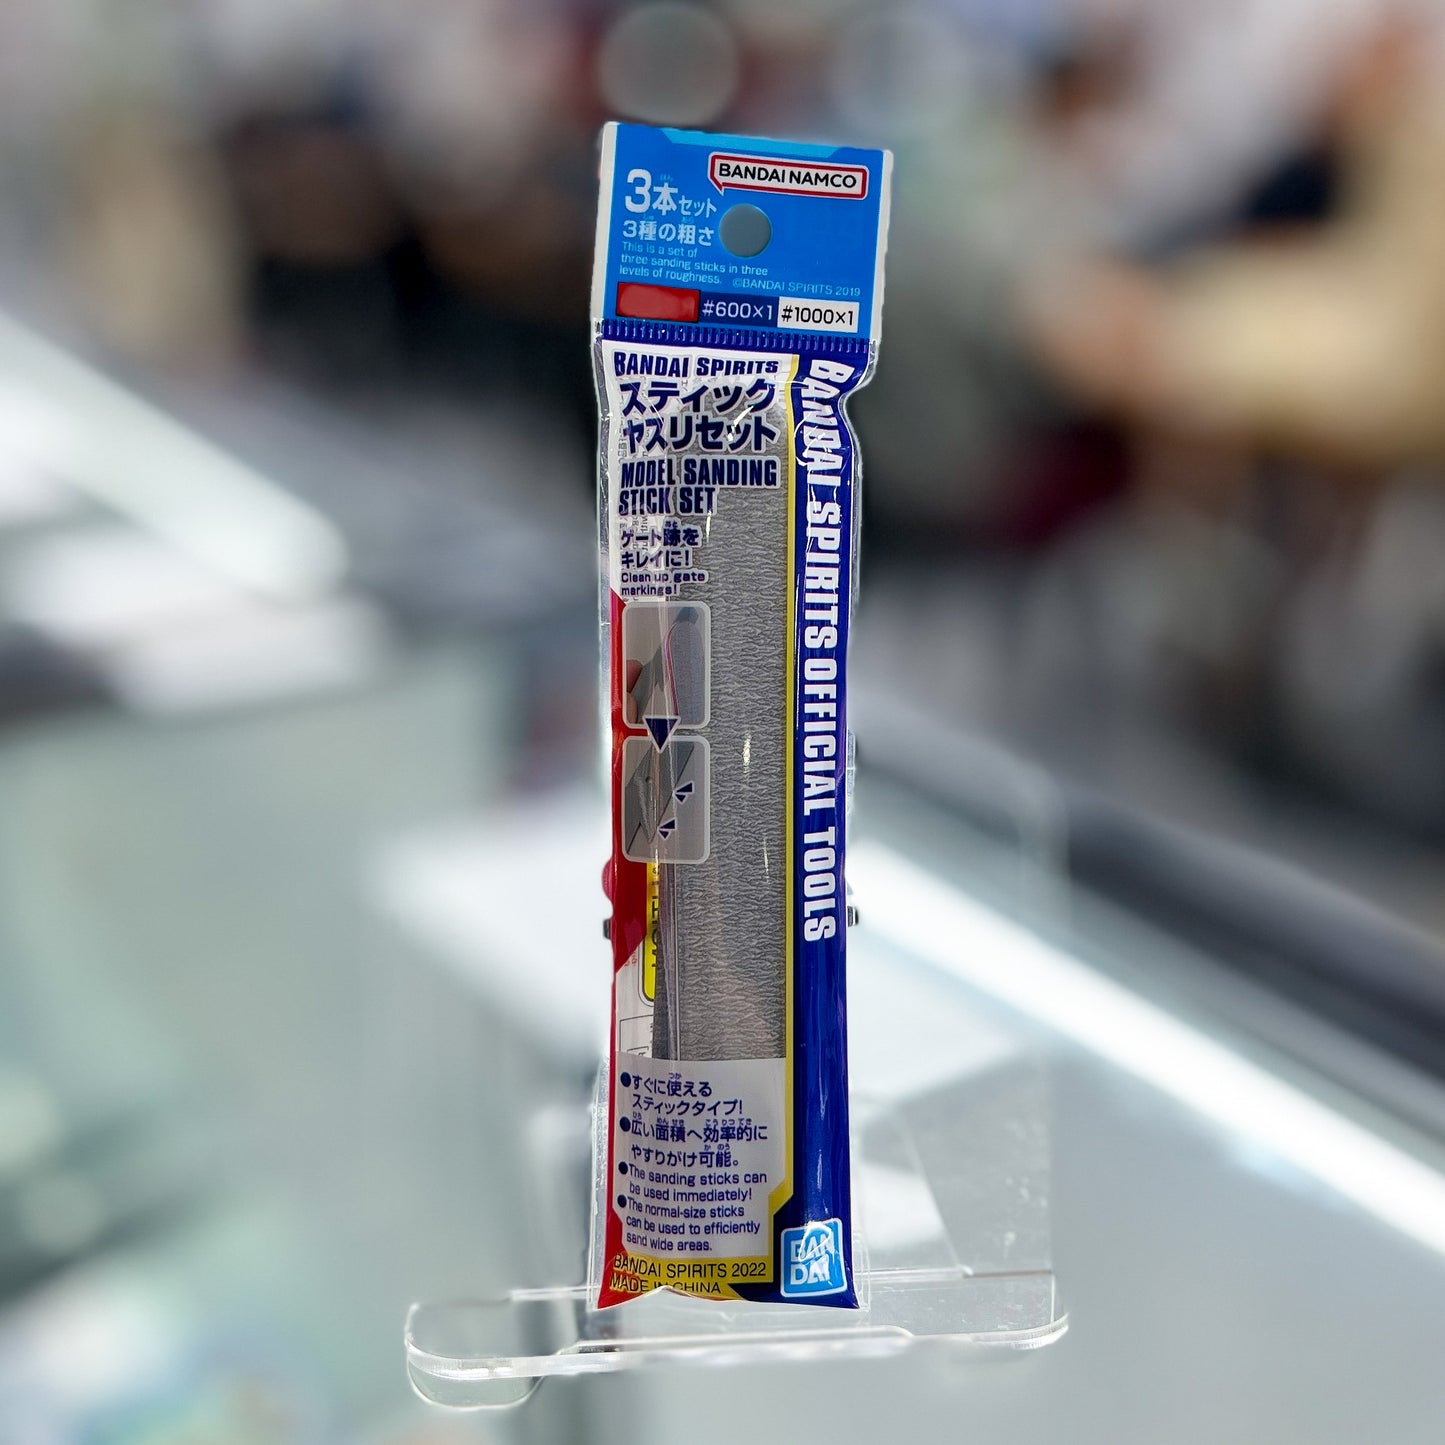 BANDAI NAMCO
3本セット
3種の粗さ
This is a set of
three sanding sticks in three
levels of roughness. ©BANDAI SPIRITS 2019
#600×1 #1000×1
BANDAI SPIRITS
スティック
ヤスリセット
MODEL SANDING
STICK SET
ゲート跡を
キレイに!
Clean up gate
markings!
BANDAI SPIRITS OFFICIAL TOOLS
●すぐに使える
スティックタイプ!
●広い面積へ効率的に
やすりがけ可能。
●The sanding sticks can
be used immediately!
●The normal-size sticks
can be used to efficiently
sand wide areas.
BANDAI SPIRITS 2022
MADE IN CHINA
BAN
DAI